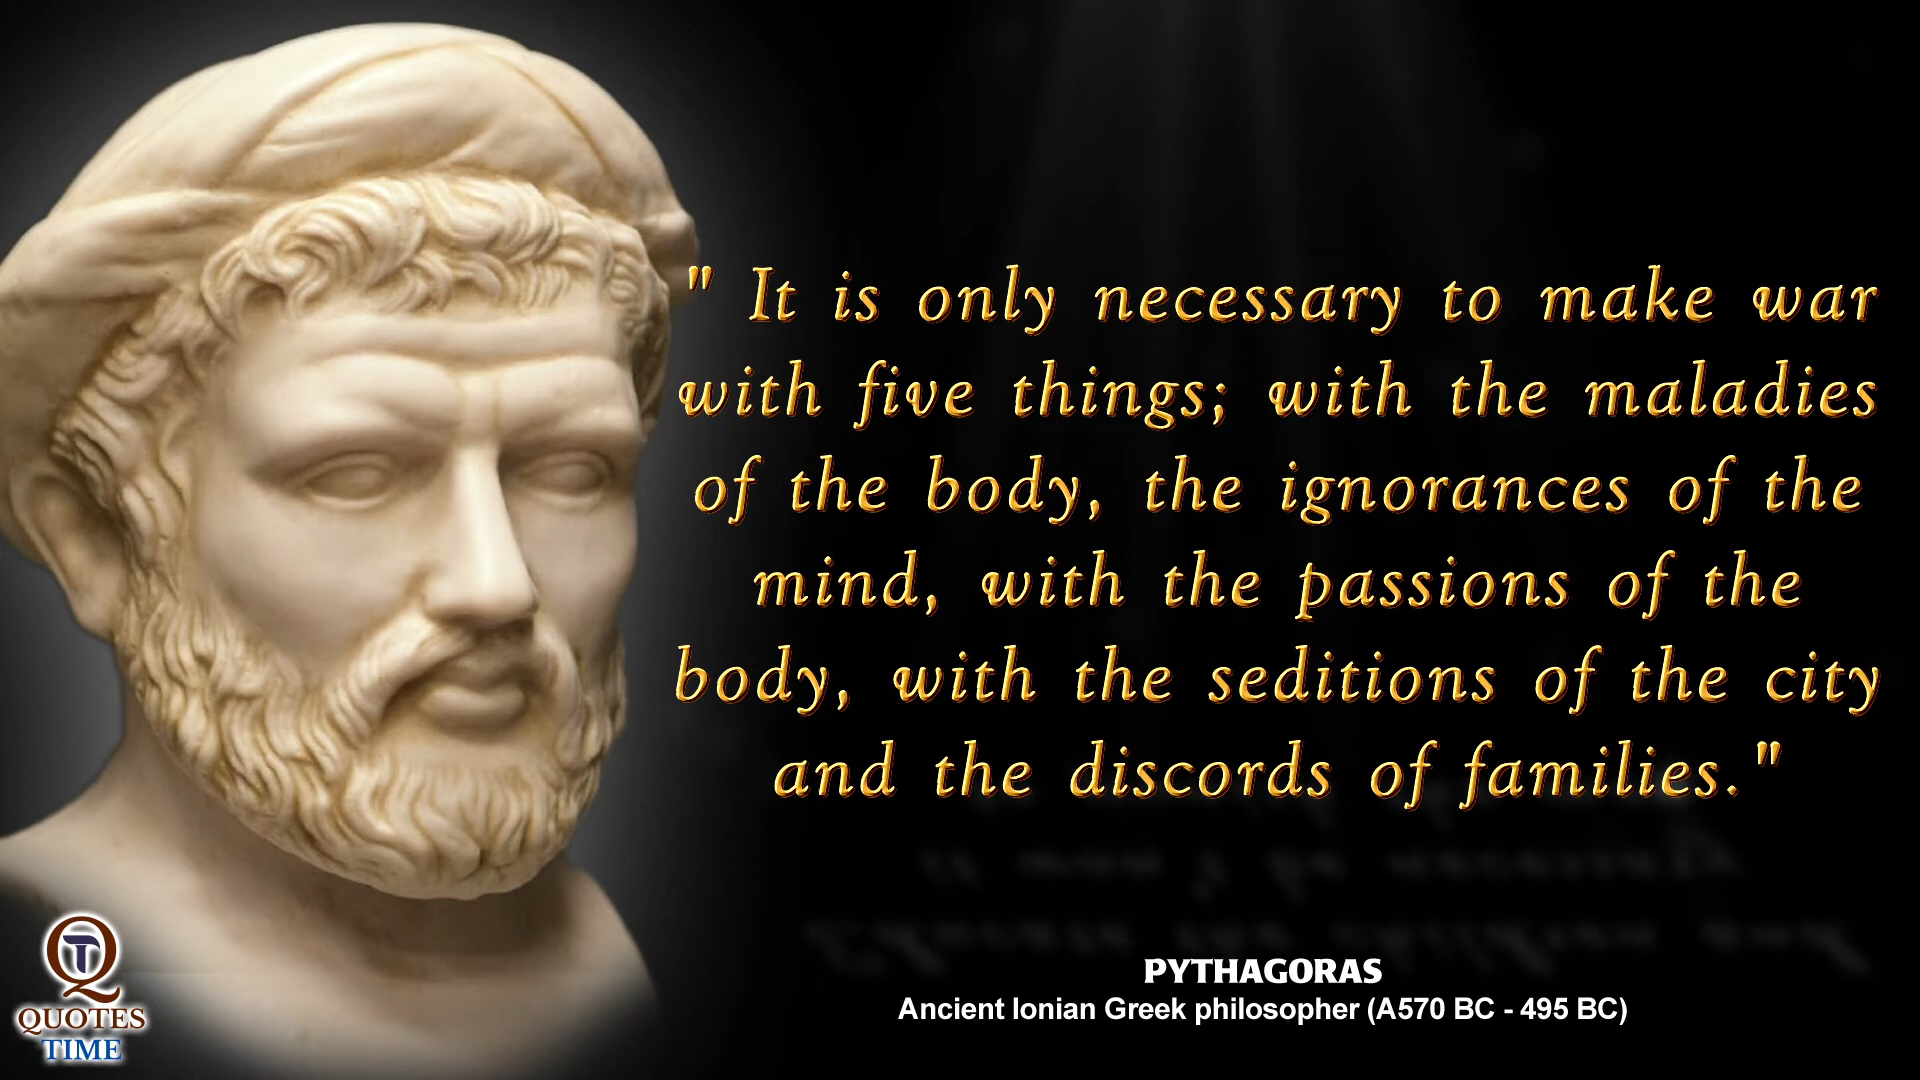 " It is only necessary to make war
with five things; with the maladies
of the body, the ignorances of the
mind, with the passions of the
body, with the seditions of the city
and the discords of families."
PYTHAGORAS
Ancient Ionian Greek philosopher (A570 BC - 495 BC)
QT
QUOTES
TIME